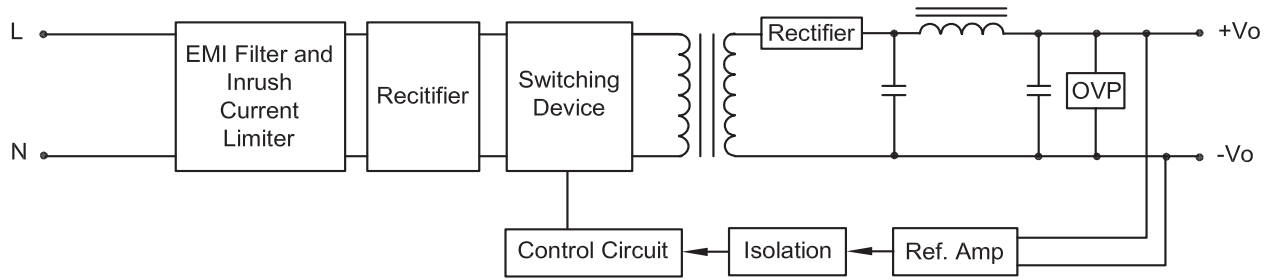 L
N
EMI Filter and
Inrush
Current
Limiter
Recitifier
Switching
Device
Rectifier
OVP
+Vo
-Vo
Control Circuit
Isolation
Ref. Amp